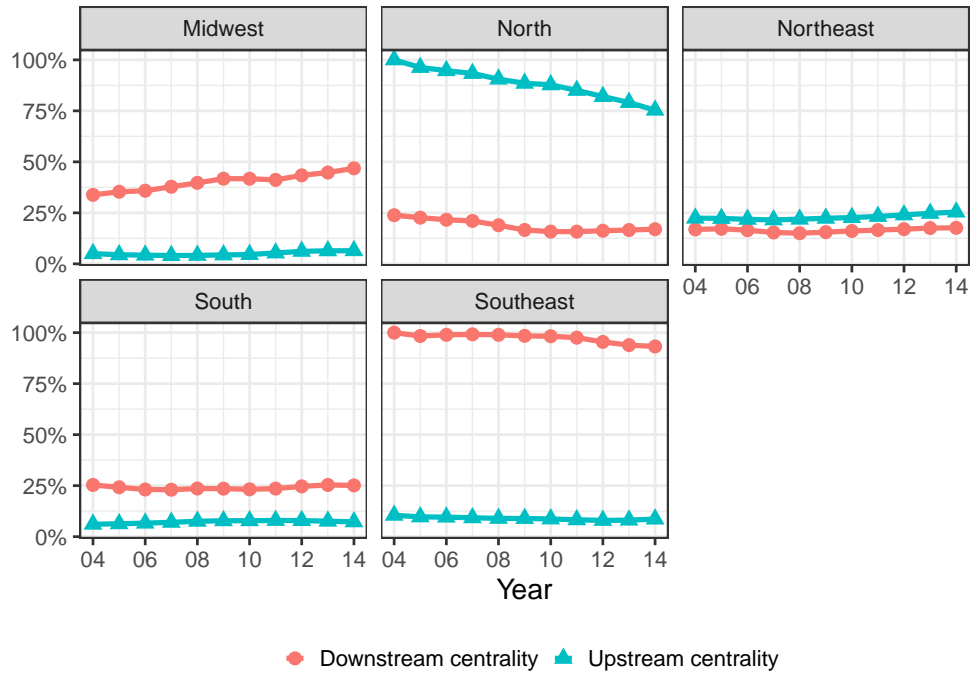 Midwest North Northeast
100%
75%
50%
25%
0%
04 06 08 10 12 14
South Southeast
100%
75%
50%
25%
0%
04 06 08 10 12 14 04 06 08 10 12 14
Year
Downstream centrality Upstream centrality